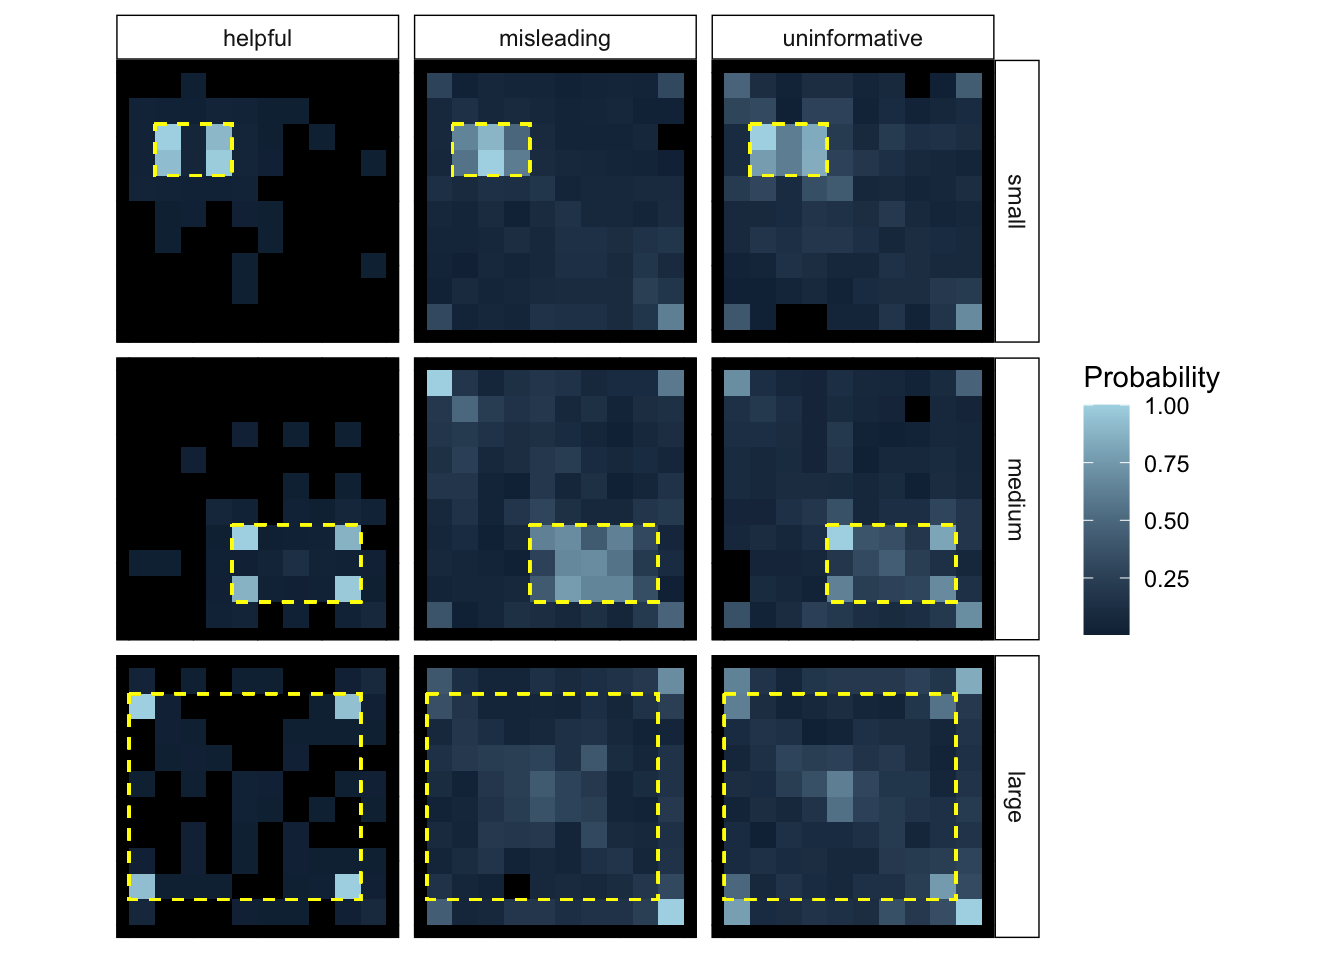 helpful
misleading
uninformative
small
medium
large
Probability
1.00
0.75
0.50
0.25